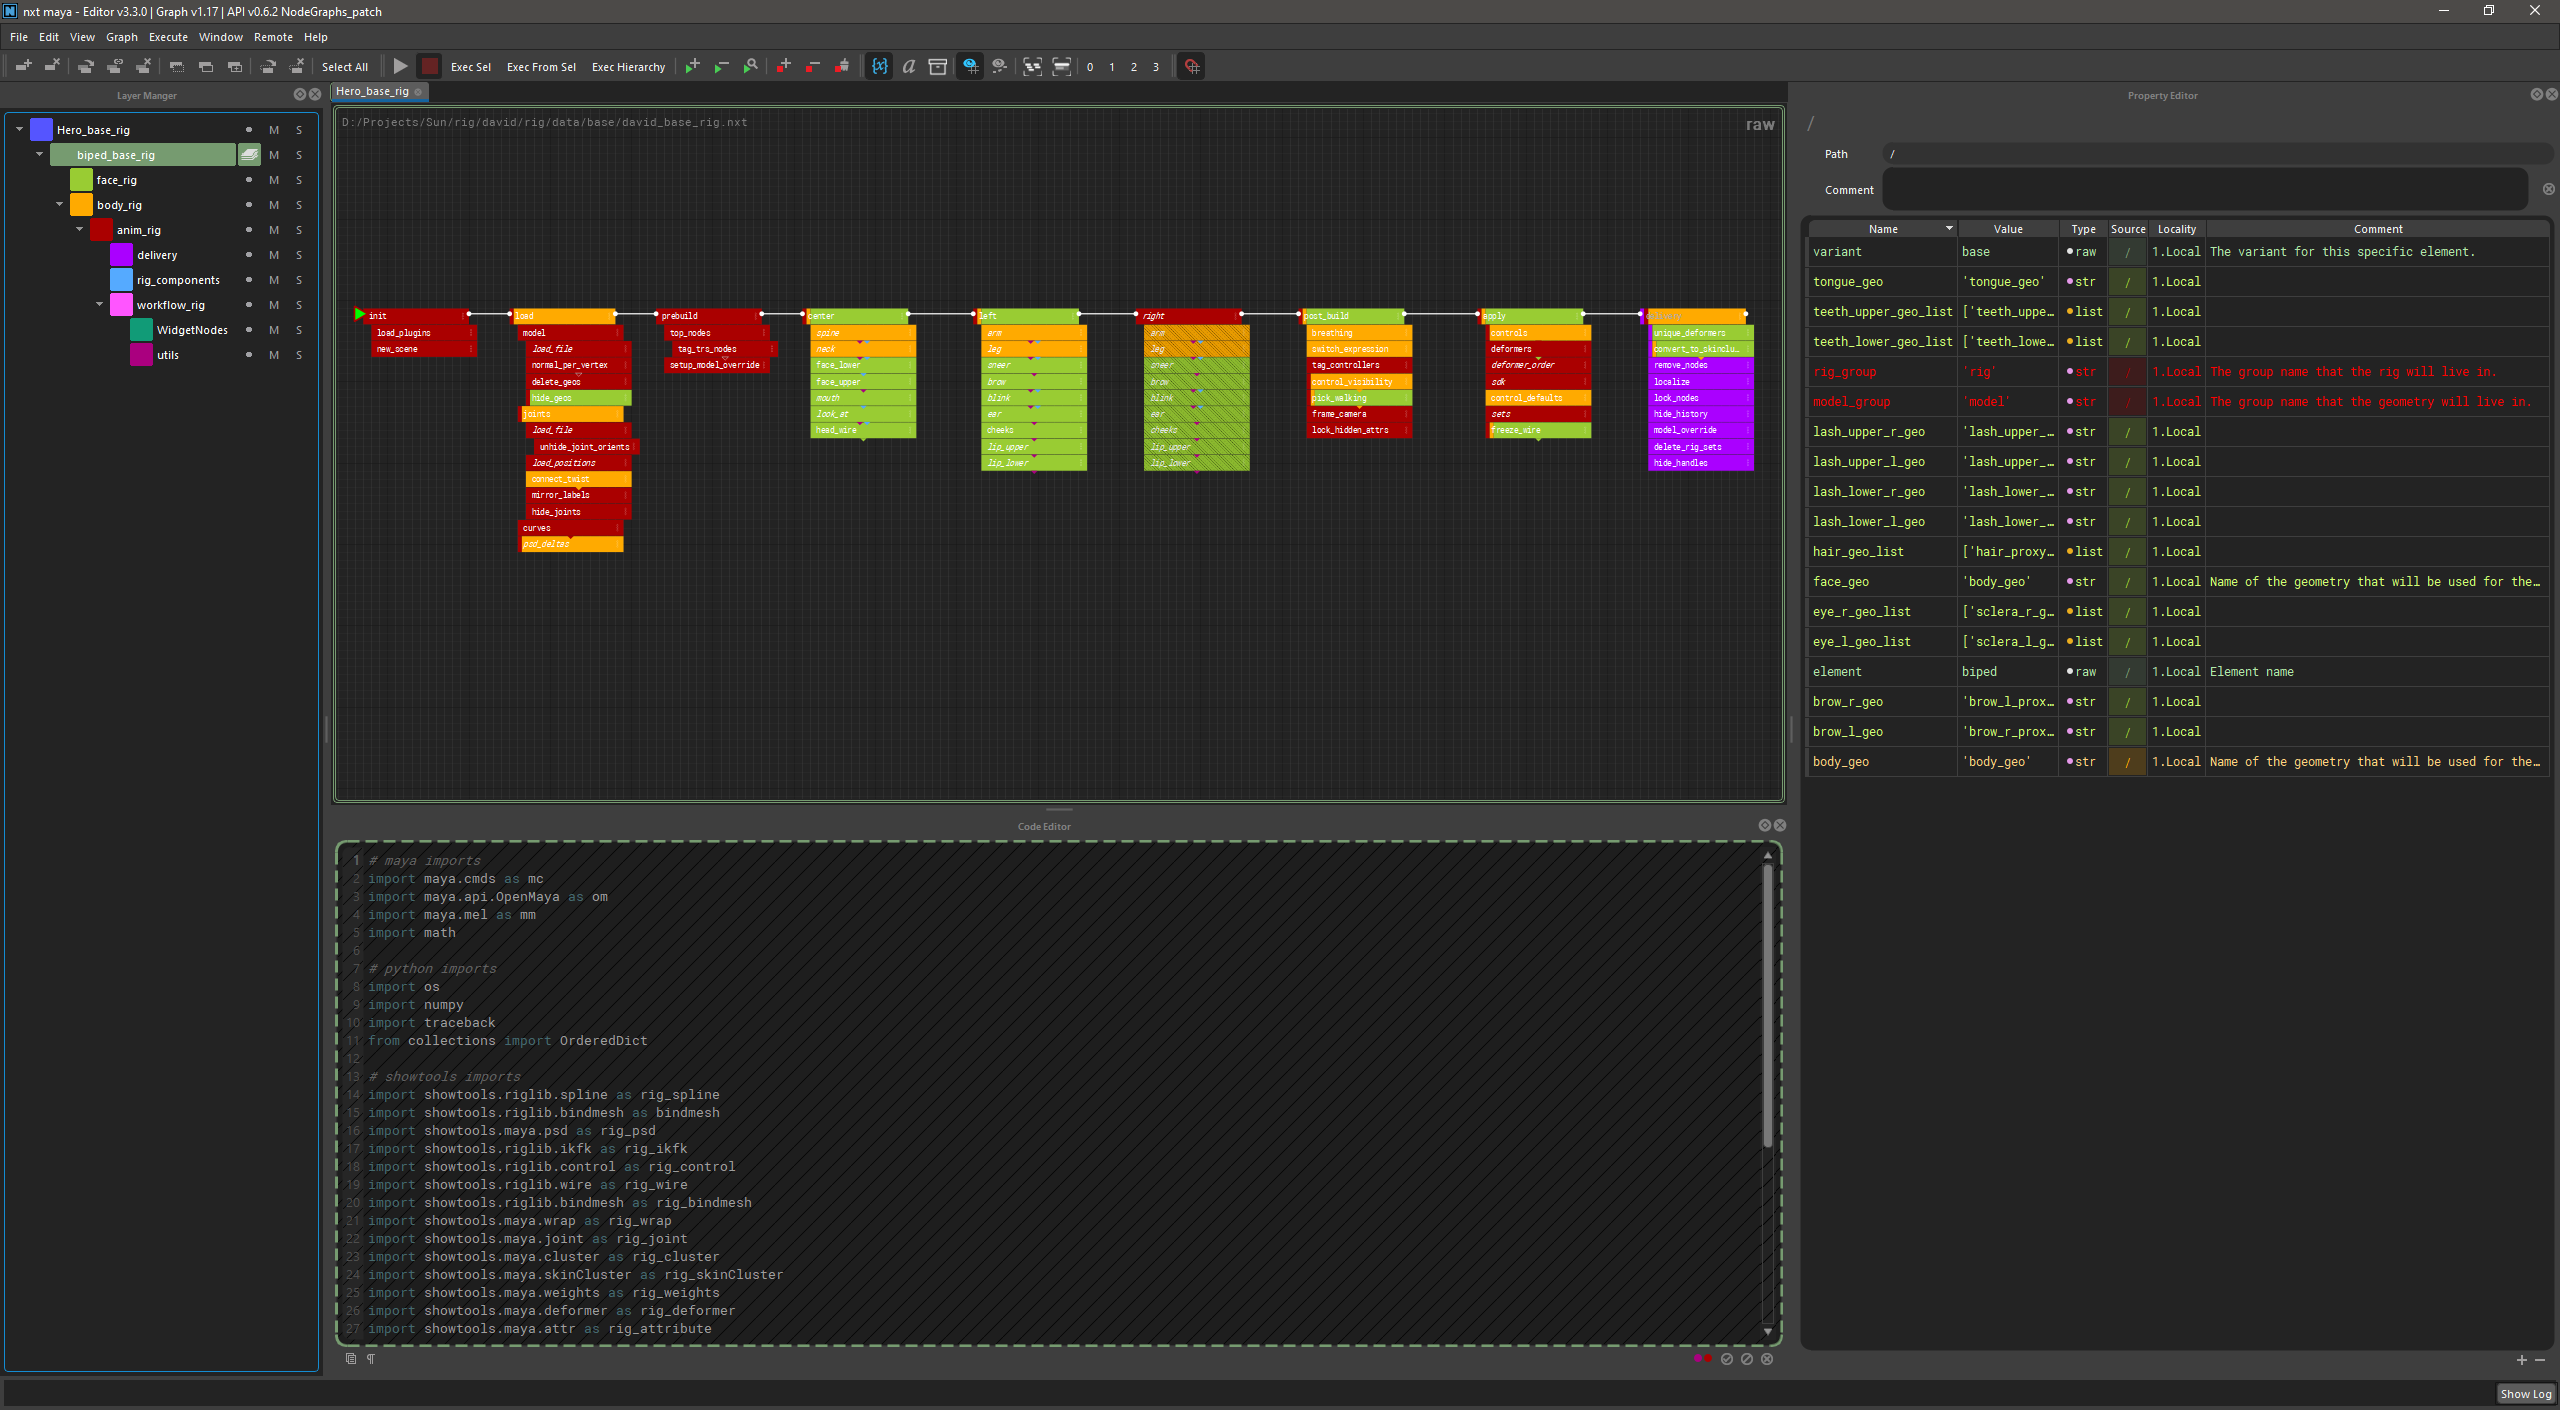 nxt maya - Editor v3.3.0 | Graph v1.17 | API v0.6.2 NodeGraphs_patch
File Edit View Graph Execute Window Remote Help
Select All Exec Sel Exec From Sel Exec Hierarchy 0 1 2 3
Layer Manger
Hero_base_rig M S
biped_base_rig M S
face_rig M S
body_rig M S
anim_rig M S
delivery M S
rig_components M S
workflow_rig M S
WidgetNodes M S
utils M S
Hero_base_rig
D:/Projects/Sun/rig/david/rig/data/base/david_base_rig.nxt
raw
init
load_plugins
new_scene
load
model
load_file
normal_per_vertex
delete_geos
hide_geos
joints
load_file
unhide_joint_orients
load_positions
connect_twist
mirror_labels
hide_joints
curves
psd_deltas
prebuild
top_nodes
tag_trs_nodes
setup_model_override
center
spine
neck
face_lower
face_upper
mouth
look_at
head_wire
left
arm
leg
sneer
brow
blink
ear
cheeks
lip_upper
lip_lower
right
arm
leg
sneer
brow
blink
ear
cheeks
lip_upper
lip_lower
post_build
breathing
switch_expression
tag_controllers
control_visibility
pick_walking
frame_camera
lock_hidden_attrs
apply
controls
deformers
deformer_order
sdk
control_defaults
sets
freeze_wire
unique_deformers
convert_to_skinclu...
remove_nodes
localize
lock_nodes
hide_history
model_override
delete_rig_sets
hide_handles
Code Editor
1 # maya imports
2 import maya.cmds as mc
3 import maya.api.OpenMaya as om
4 import maya.mel as mm
5 import math
6
7 # python imports
8 import os
9 import numpy
10 import traceback
11 from collections import OrderedDict
12
13 # showtools imports
14 import showtools.riglib.spline as rig_spline
15 import showtools.riglib.bindmesh as bindmesh
16 import showtools.maya.psd as rig_psd
17 import showtools.riglib.ikfk as rig_ikfk
18 import showtools.riglib.control as rig_control
19 import showtools.riglib.wire as rig_wire
20 import showtools.riglib.bindmesh as rig_bindmesh
21 import showtools.maya.wrap as rig_wrap
22 import showtools.maya.joint as rig_joint
23 import showtools.maya.cluster as rig_cluster
24 import showtools.maya.skinCluster as rig_skinCluster
25 import showtools.maya.weights as rig_weights
26 import showtools.maya.deformer as rig_deformer
27 import showtools.maya.attr as rig_attribute
Property Editor
/
Path /
Comment
Name Value Type Source Locality Comment
variant base raw / 1.Local The variant for this specific element.
tongue_geo 'tongue_geo' str / 1.Local
teeth_upper_geo_list ['teeth_uppe... list / 1.Local
teeth_lower_geo_list ['teeth_lowe... list / 1.Local
rig_group 'rig' str / 1.Local The group name that the rig will live in.
model_group 'model' str / 1.Local The group name that the geometry will live in.
lash_upper_r_geo 'lash_upper_... str / 1.Local
lash_upper_l_geo 'lash_upper_... str / 1.Local
lash_lower_r_geo 'lash_lower_... str / 1.Local
lash_lower_l_geo 'lash_lower_... str / 1.Local
hair_geo_list ['hair_proxy... list / 1.Local
face_geo 'body_geo' str / 1.Local Name of the geometry that will be used for the...
eye_r_geo_list ['sclera_r_g... list / 1.Local
eye_l_geo_list ['sclera_l_g... list / 1.Local
element biped raw / 1.Local Element name
brow_r_geo 'brow_l_prox... str / 1.Local
brow_l_geo 'brow_r_prox... str / 1.Local
body_geo 'body_geo' str / 1.Local Name of the geometry that will be used for the...
Show Log